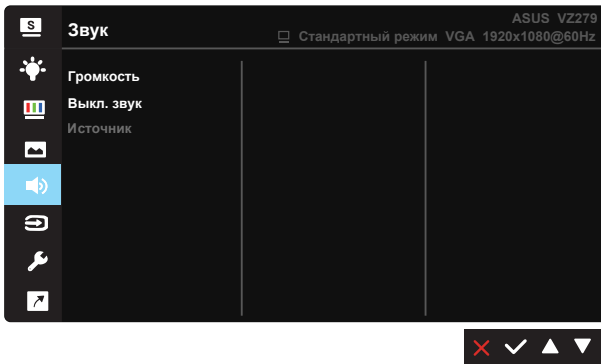 S
Звук
ASUS VZ279
Стандартный режим VGA 1920x1080@60Hz
Громкость
Выкл. звук
Источник